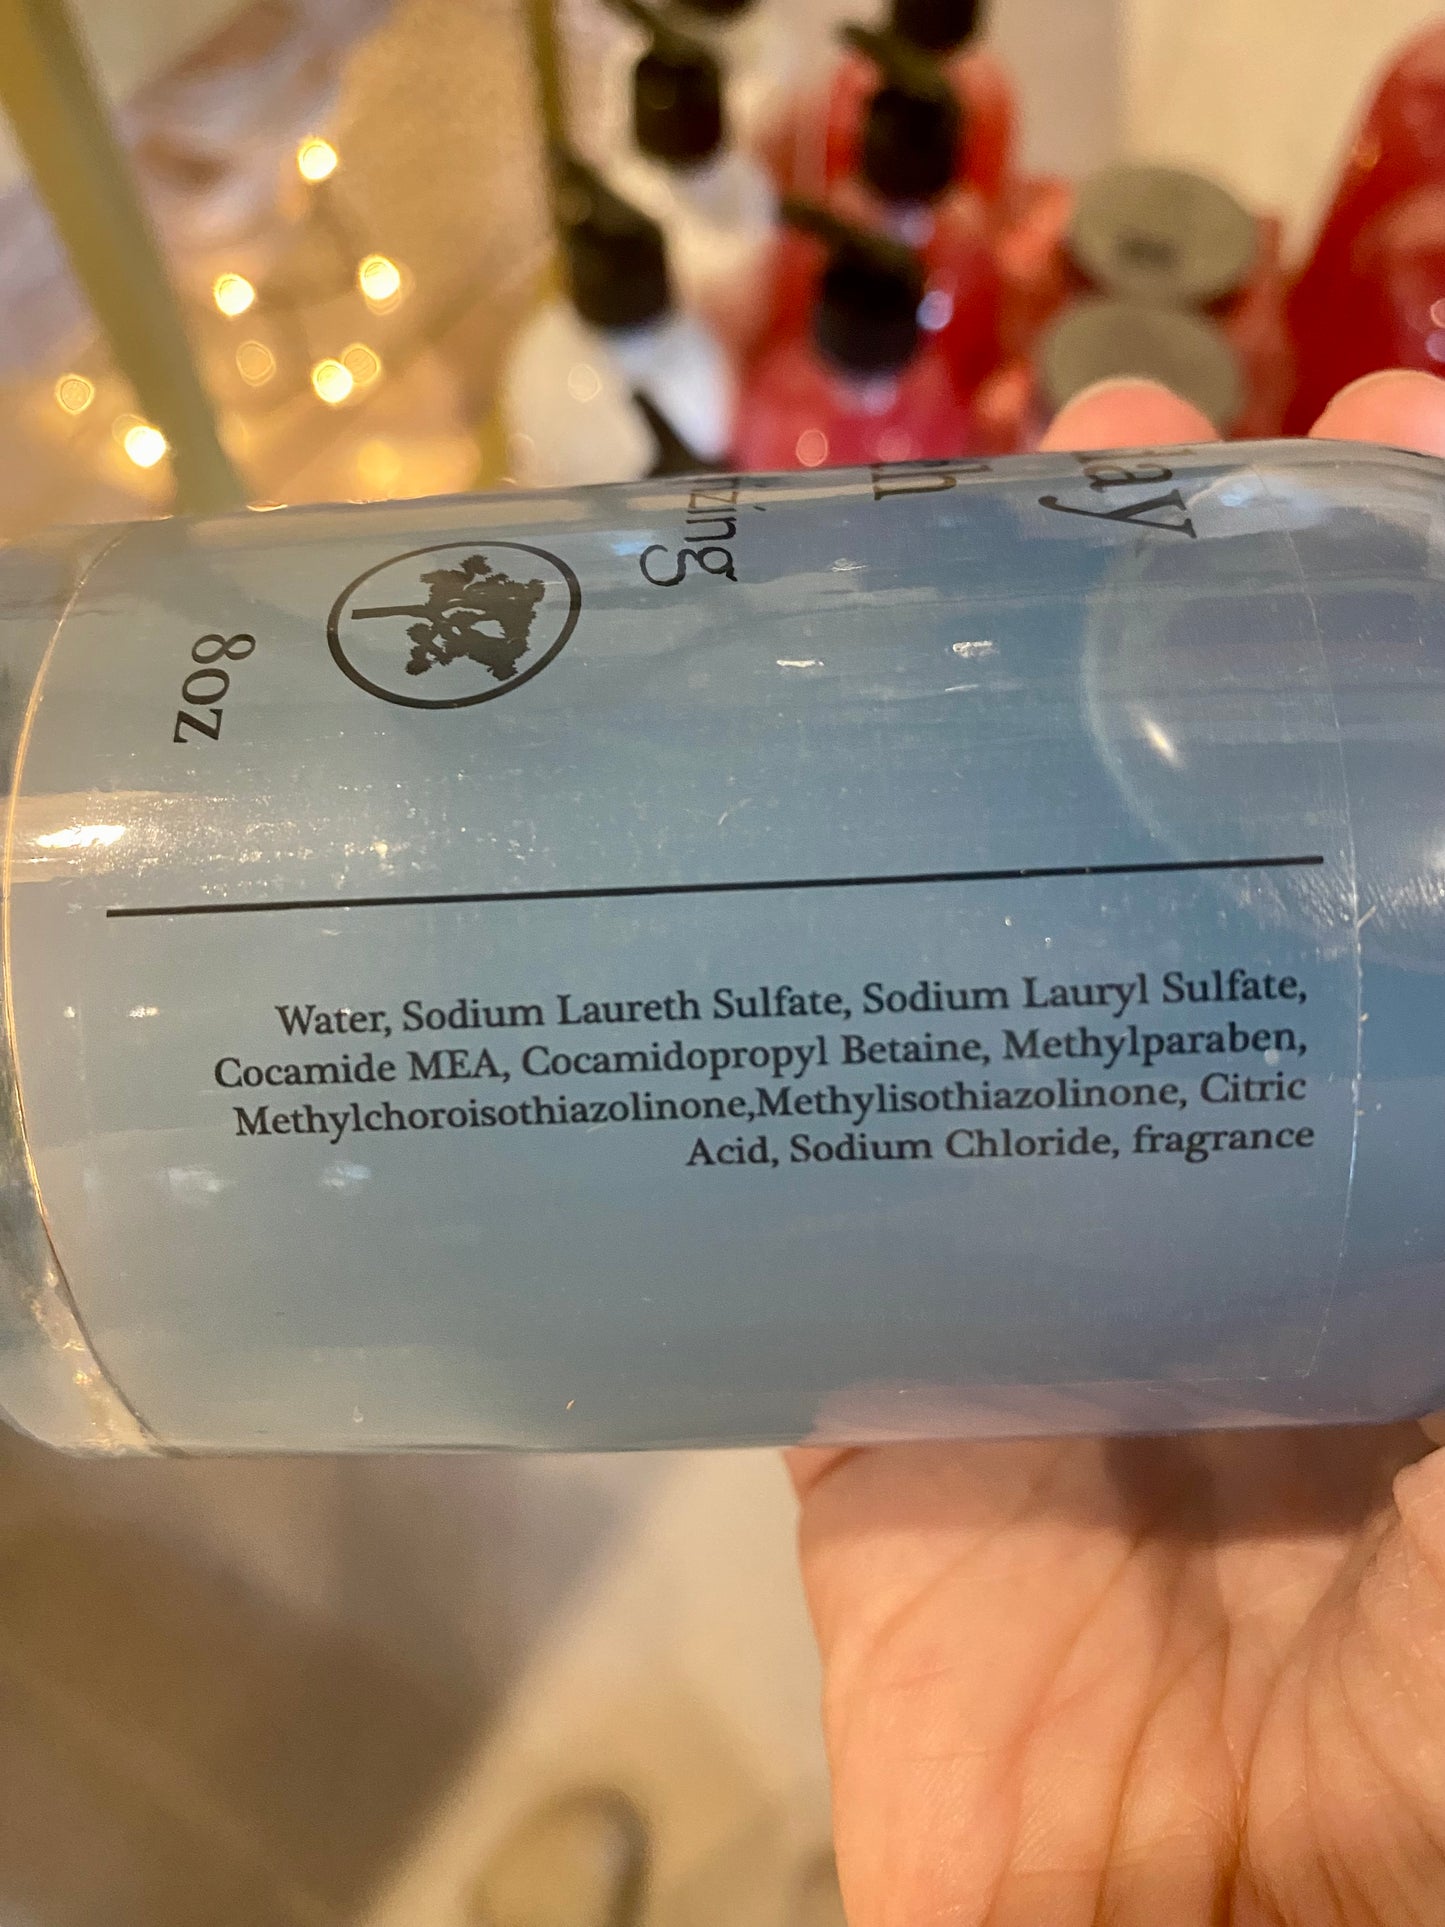 8oz
Water, Sodium Laureth Sulfate, Sodium Lauryl Sulfate,
Cocamide MEA, Cocamidopropyl Betaine, Methylparaben,
Methylchoroisothiazolinone,Methylisothiazolinone, Citric
Acid, Sodium Chloride, fragrance